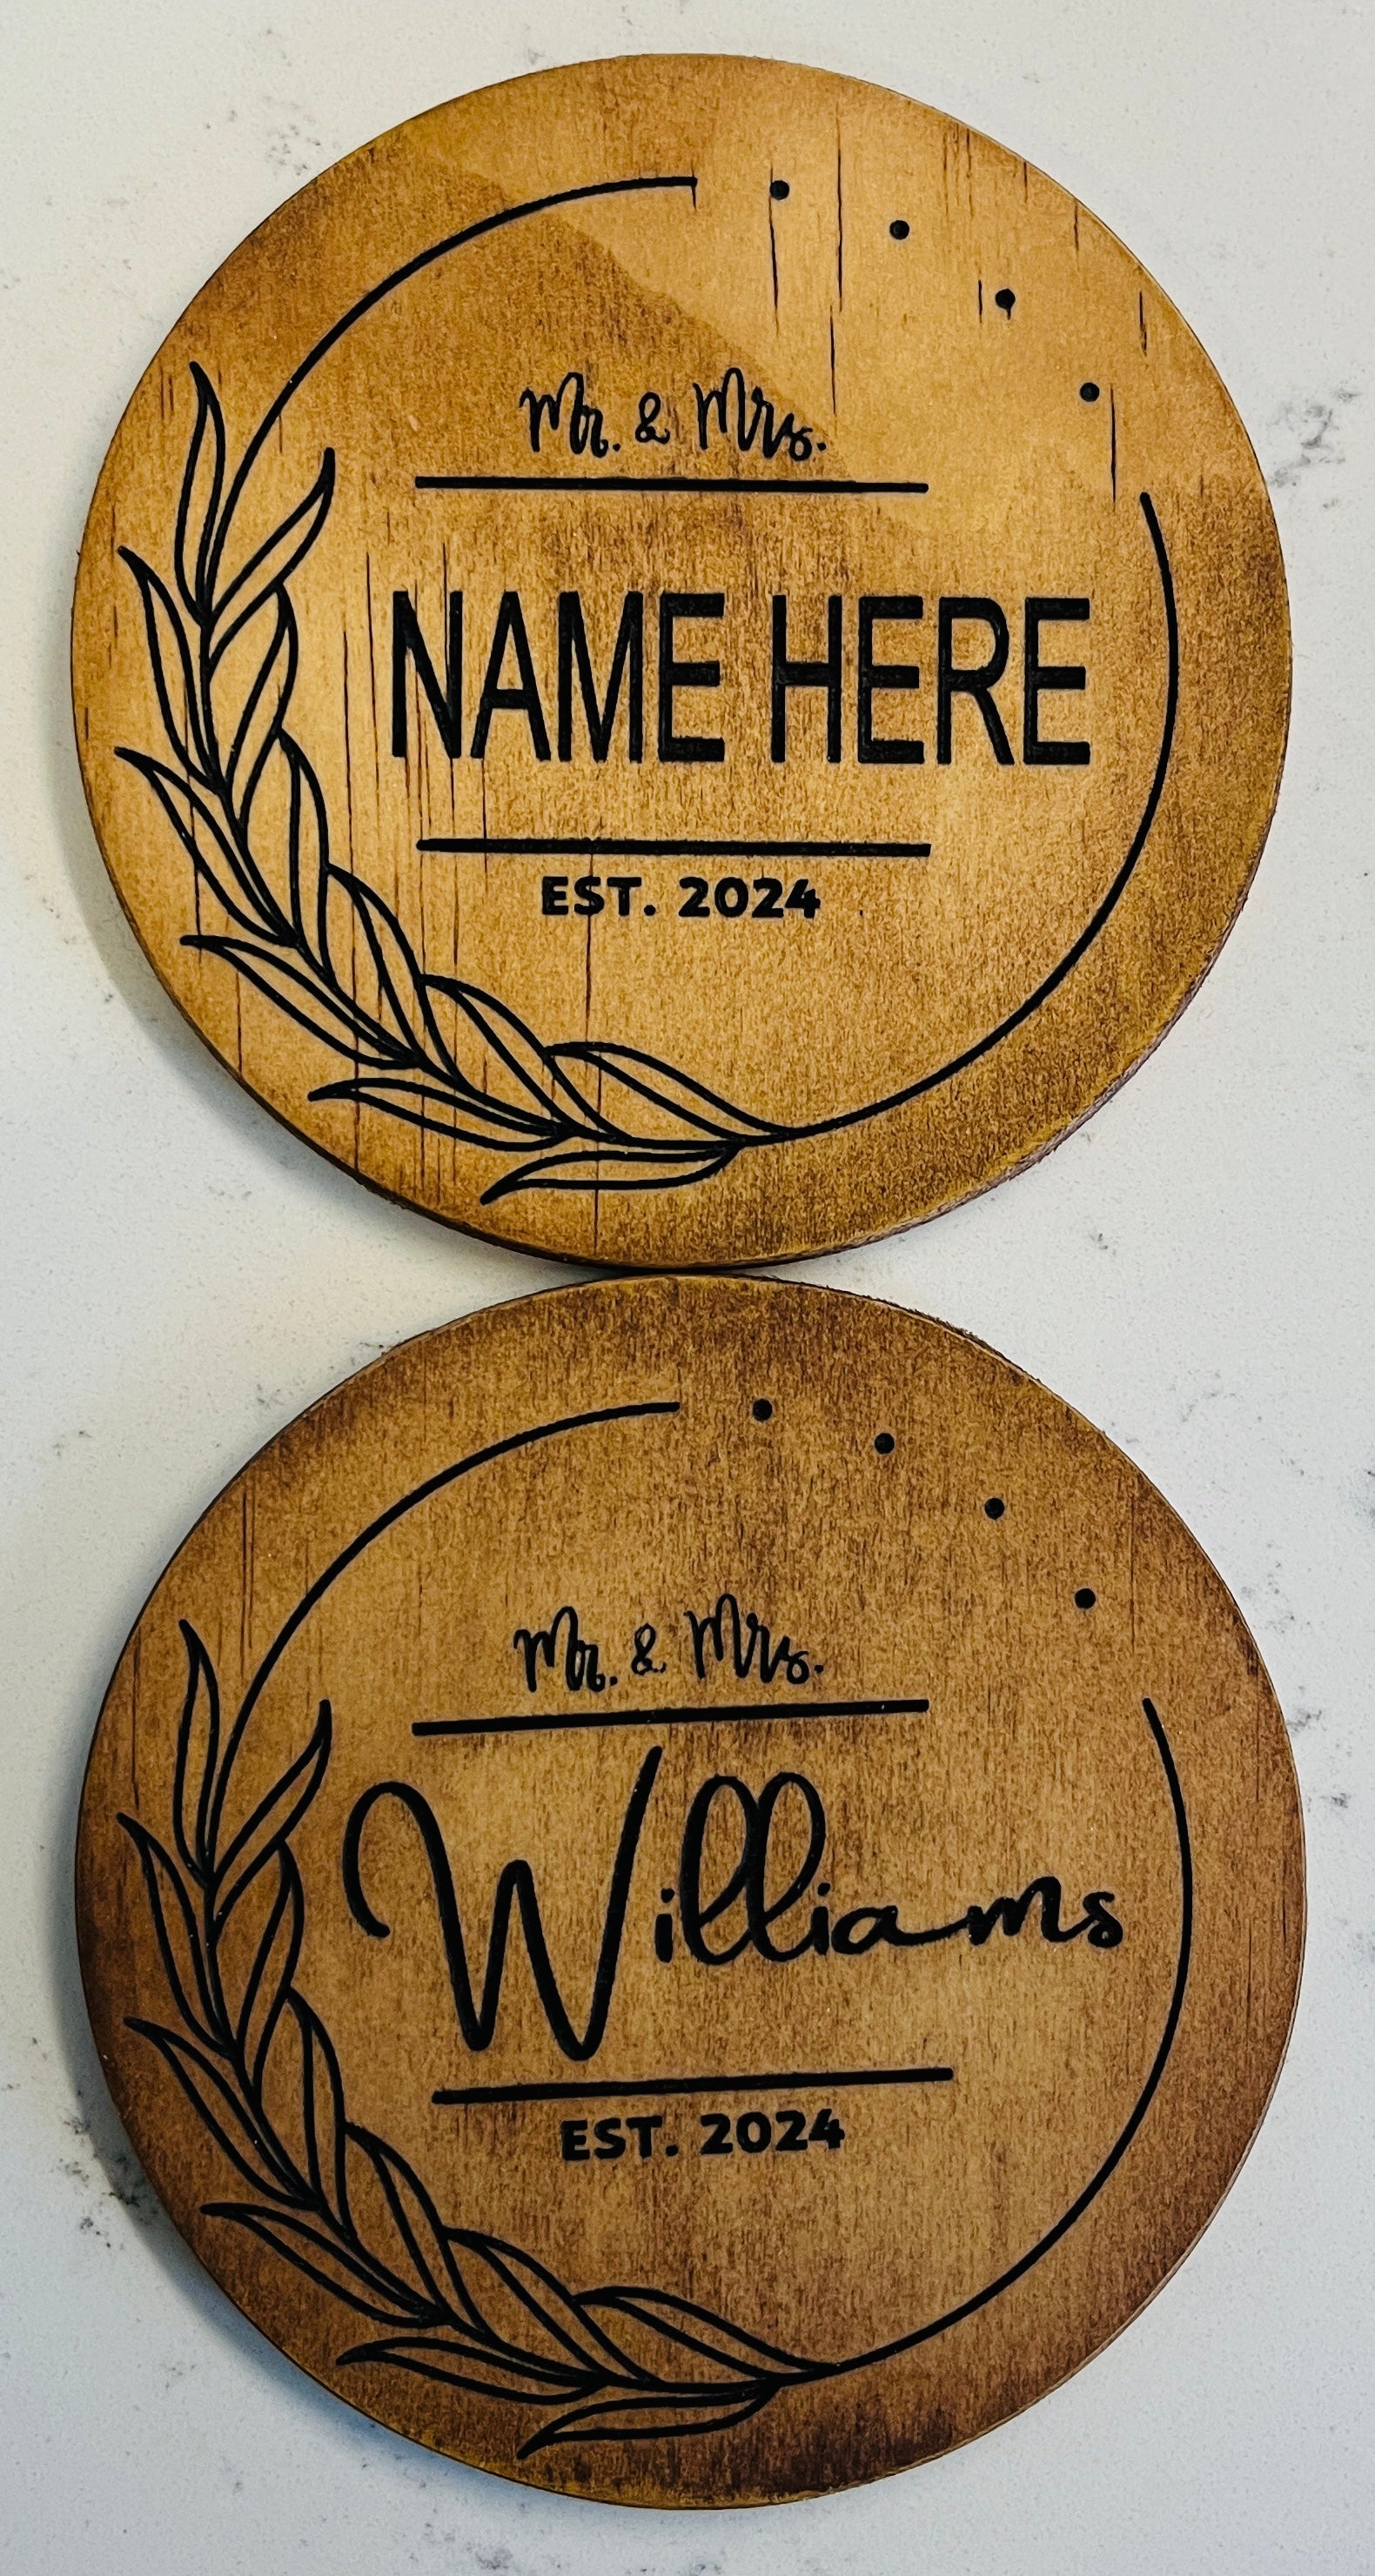 Mr. & Mrs.
NAME HERE
EST. 2024
Mr. & Mrs.
Williams
EST. 2024